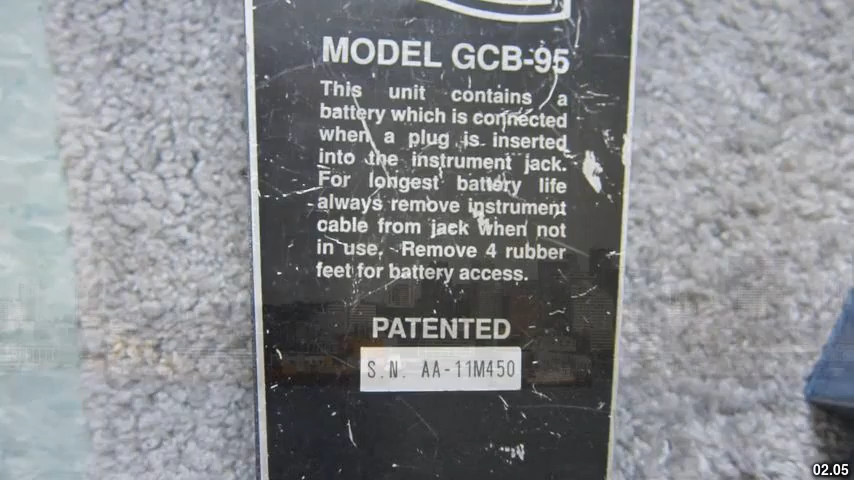 MODEL GCB-95
This unit contains a
battery which is connected
when a plug is inserted
into the instrument jack.
For longest battery life
always remove instrument
cable from jack when not
in use. Remove 4 rubber
feet for battery access.
PATENTED
S.N. AA-11M450
02.05